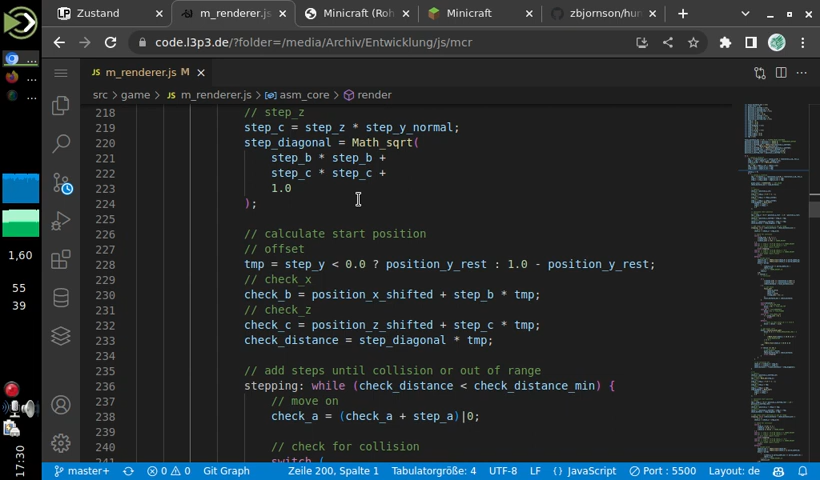 Zustand
m_renderer.js
Minicraft (Rob
Minicraft
zbjornson/hun
code.l3p3.de/?folder=/media/Archiv/Entwicklung/js/mcr
JS m_renderer.js M
src > game > JS m_renderer.js > asm_core > render
218 // step_z
219 step_c = step_z * step_y_normal;
220 step_diagonal = Math_sqrt(
221 step_b * step_b +
222 step_c * step_c +
223 1.0
224 );
225
226 // calculate start position
227 // offset
228 tmp = step_y < 0.0 ? position_y_rest : 1.0 - position_y_rest;
229 // check_x
230 check_b = position_x_shifted + step_b * tmp;
231 // check_z
232 check_c = position_z_shifted + step_c * tmp;
233 check_distance = step_diagonal * tmp;
234
235 // add steps until collision or out of range
236 stepping: while (check_distance < check_distance_min) {
237 // move on
238 check_a = (check_a + step_a)|0;
239
240 // check for collision
241 switch (
1,60
55
39
17:30
master+ 0 0 Git Graph Zeile 200, Spalte 1 Tabulatorgröße: 4 UTF-8 LF {} JavaScript Port : 5500 Layout: de